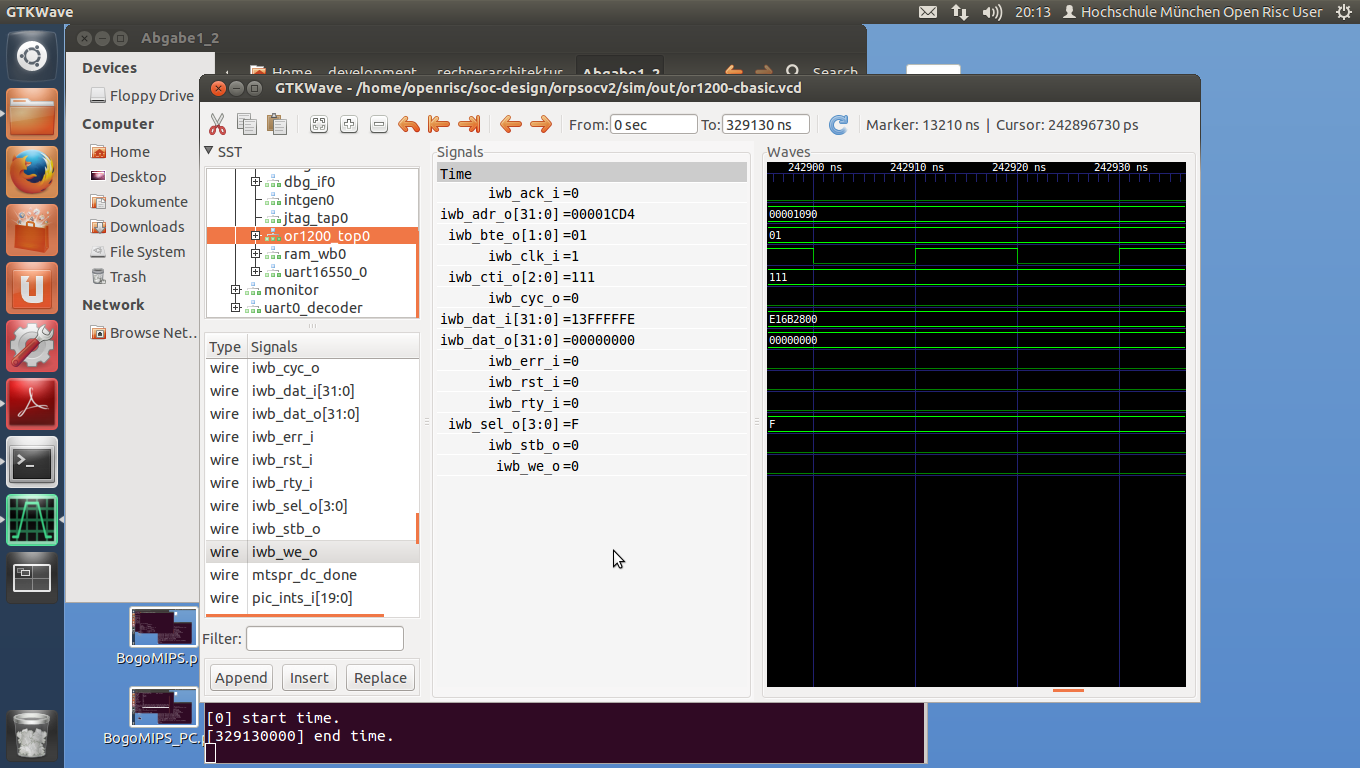 GTKWave
20:13 Hochschule München Open Risc User
Abgabe1_2
Devices
Floppy Drive
Computer
Home
Desktop
Dokumente
Downloads
File System
Trash
Network
Browse Net...
Home development rechnerarchitektur Abgabe1_2 Search
GTKWave - /home/openrisc/soc-design/orpsocv2/sim/out/or1200-cbasic.vcd
From: 0 sec To: 329130 ns Marker: 13210 ns | Cursor: 242896730 ps
SST
dbg_if0
intgen0
jtag_tap0
or1200_top0
ram_wb0
uart16550_0
monitor
uart0_decoder
Type Signals
wire iwb_cyc_o
wire iwb_dat_i[31:0]
wire iwb_dat_o[31:0]
wire iwb_err_i
wire iwb_rst_i
wire iwb_rty_i
wire iwb_sel_o[3:0]
wire iwb_stb_o
wire iwb_we_o
wire mtspr_dc_done
wire pic_ints_i[19:0]
Filter:
Append Insert Replace
Signals
Time
iwb_ack_i=0
iwb_adr_o[31:0]=00001CD4
iwb_bte_o[1:0]=01
iwb_clk_i=1
iwb_cti_o[2:0]=111
iwb_cyc_o=0
iwb_dat_i[31:0]=13FFFFFE
iwb_dat_o[31:0]=00000000
iwb_err_i=0
iwb_rst_i=0
iwb_rty_i=0
iwb_sel_o[3:0]=F
iwb_stb_o=0
iwb_we_o=0
Waves
242900 ns 242910 ns 242920 ns 242930 ns
00001090
01
111
E16B2800
00000000
F
BogoMIPS.p
BogoMIPS_PC.p
[0] start time.
[329130000] end time.